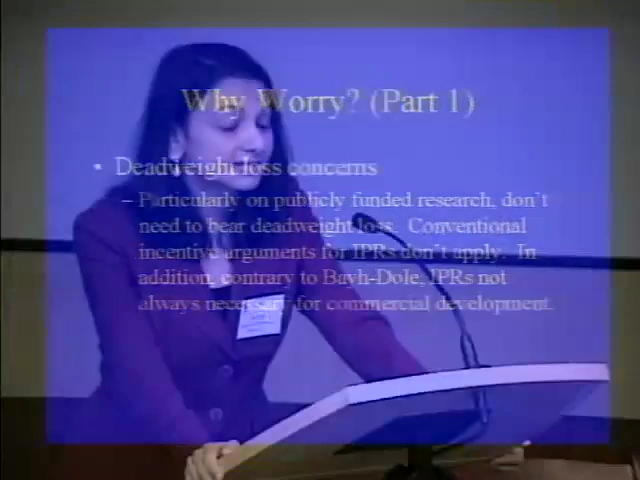 Why Worry? (Part 1)
• Deadweight loss concerns
– Particularly on publicly funded research, don't
need to bear deadweight loss. Conventional
incentive arguments for IPRs don't apply. In
addition, contrary to Bayh-Dole, IPRs not
always necessary for commercial development.